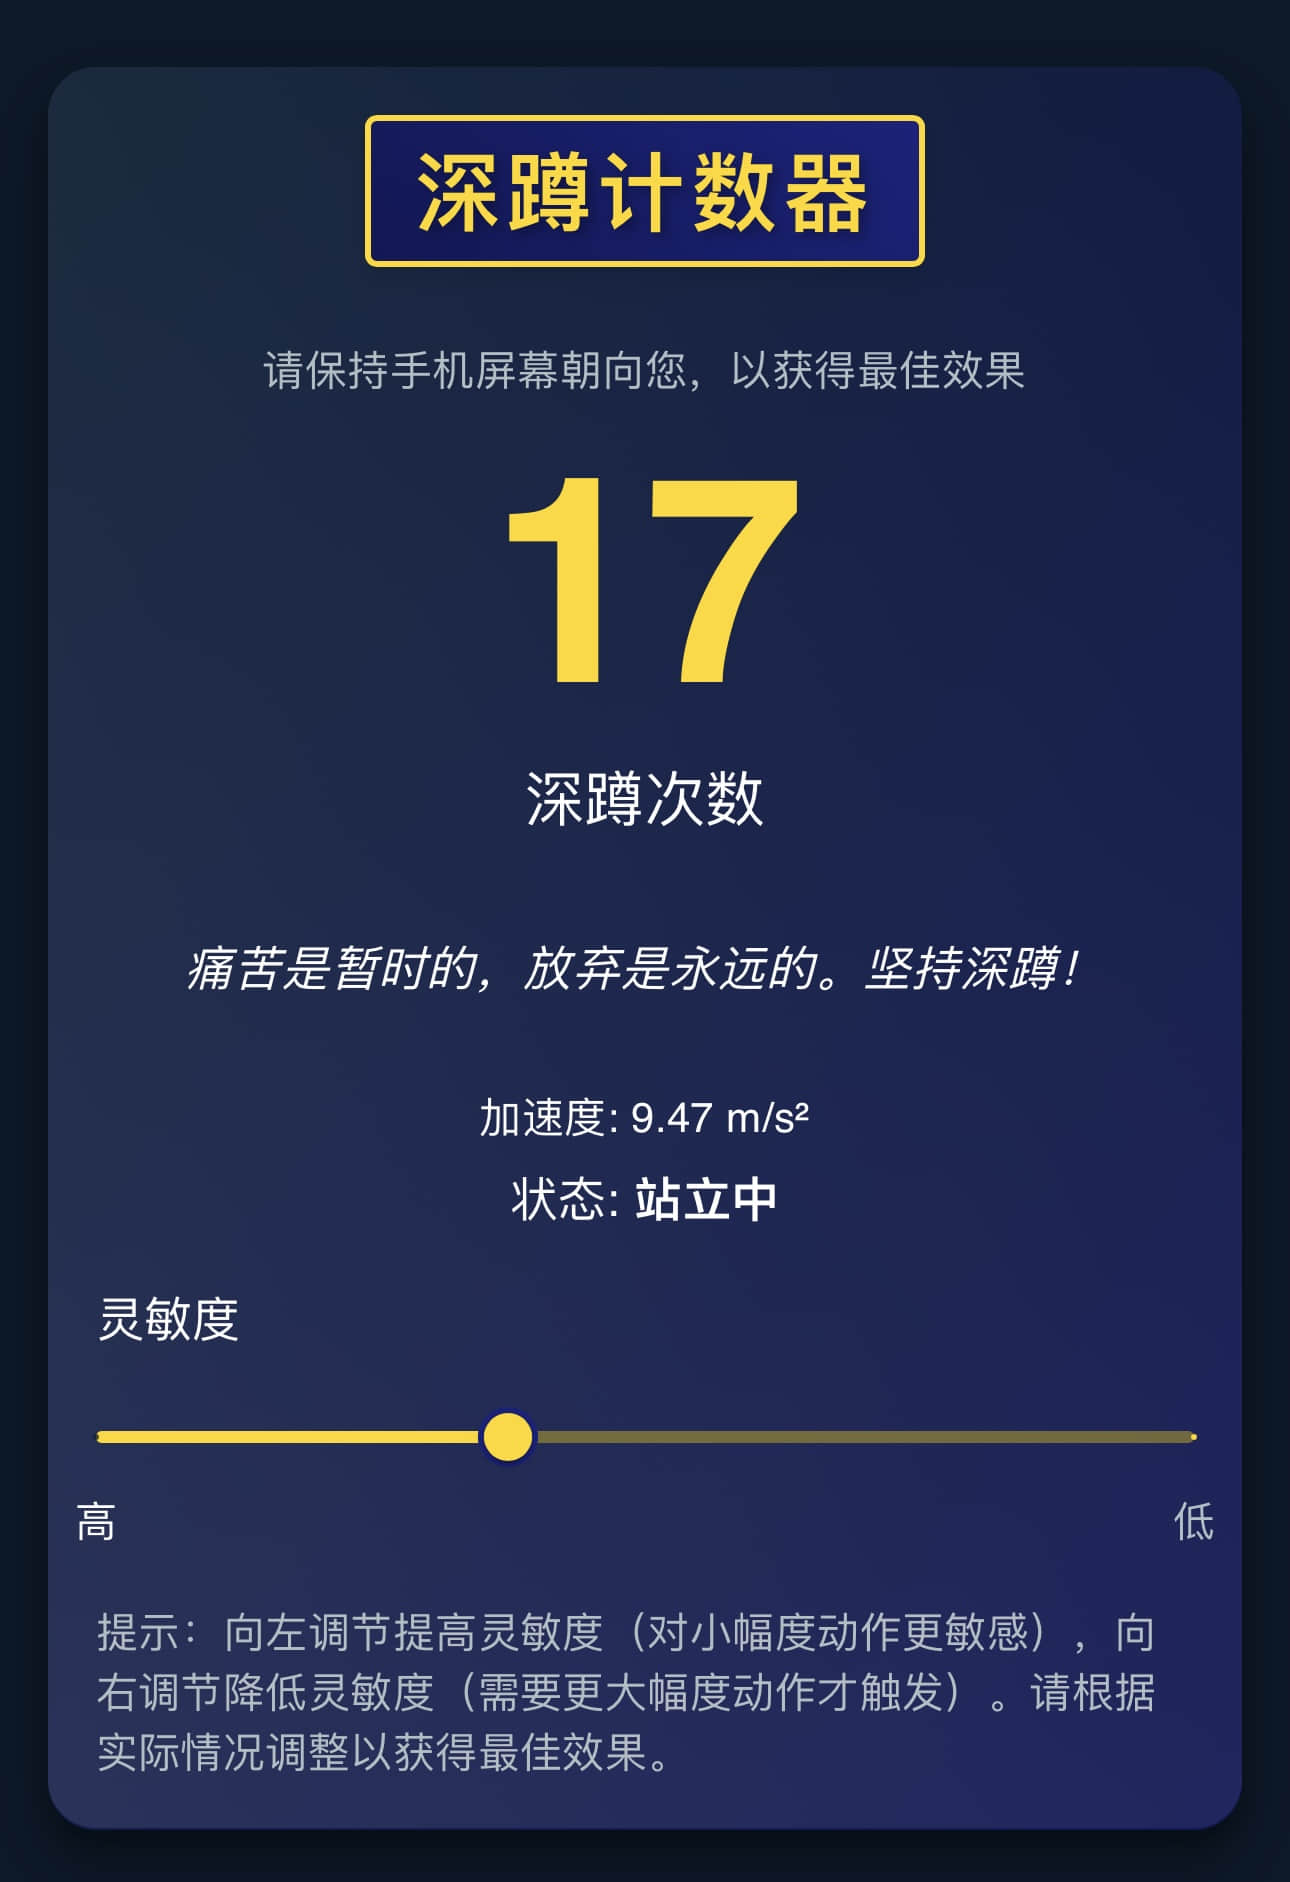 深蹲计数器
请保持手机屏幕朝向您，以获得最佳效果
17
深蹲次数
痛苦是暂时的，放弃是永远的。坚持深蹲！
加速度: 9.47 m/s²
状态: 站立中
灵敏度
高
低
提示：向左调节提高灵敏度（对小幅度动作更敏感），向
右调节降低灵敏度（需要更大幅度动作才触发）。请根据
实际情况调整以获得最佳效果。